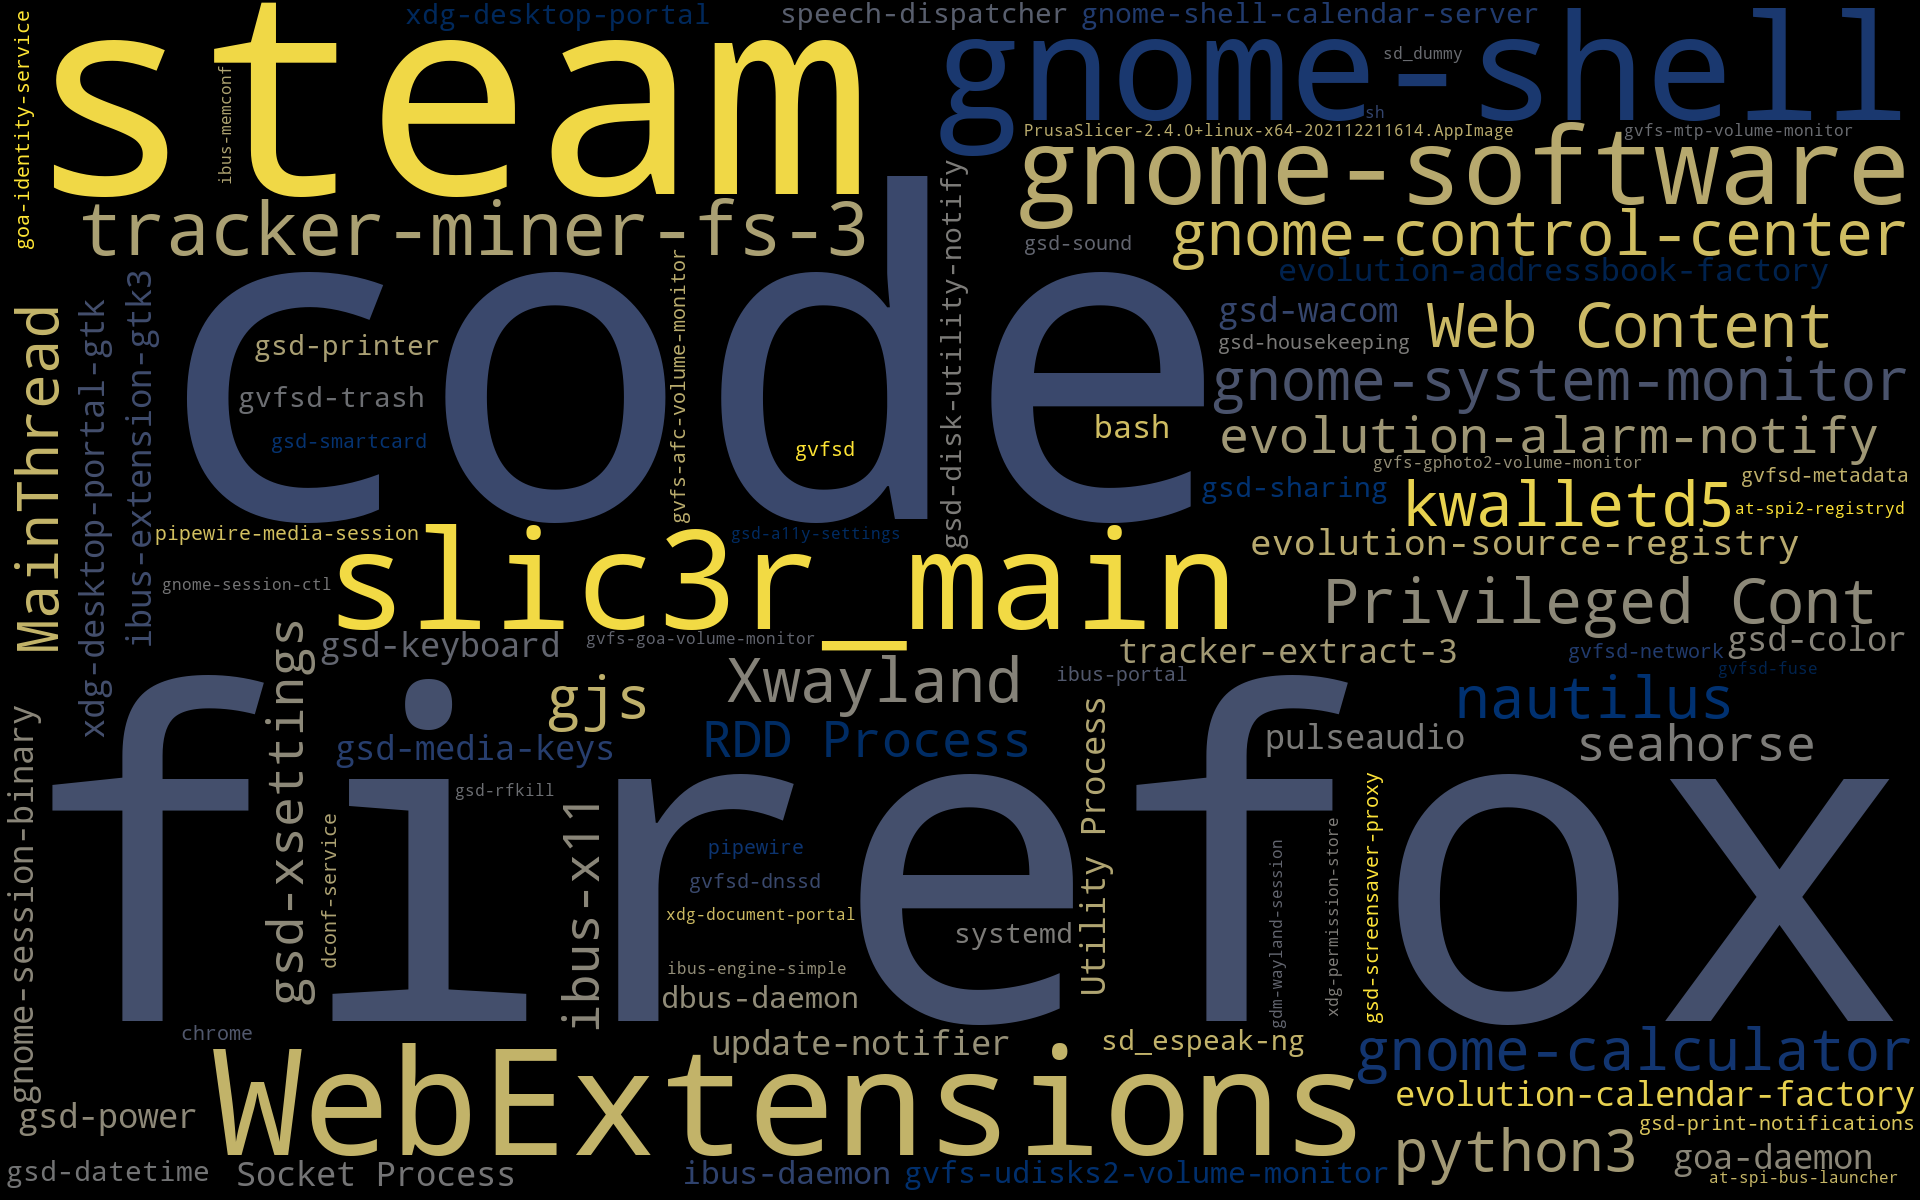 xdg-desktop-portal
speech-dispatcher
gnome-shell-calendar-server
goa-identity-service
steam
ibus-memconf
gnome-shell
sd_dummy
sh
PrusaSlicer-2.4.0+linux-x64-202112211614.AppImage
gvfs-mtp-volume-monitor
gnome-software
tracker-miner-fs-3
gsd-disk-utility-notify
gsd-sound
gnome-control-center
evolution-addressbook-factory
MainThread
xdg-desktop-portal-gtk
ibus-extension-gtk3
code
gsd-printer
gvfsd-trash
gsd-smartcard
gvfs-afc-volume-monitor
gvfsd
bash
gsd-wacom
Web Content
gsd-housekeeping
gnome-system-monitor
evolution-alarm-notify
gvfs-gphoto2-volume-monitor
gvfsd-metadata
gsd-sharing
kwalletd5
at-spi2-registryd
pipewire-media-session
gsd-a11y-settings
evolution-source-registry
gnome-session-ctl
slic3r_main
Privileged Cont
gsd-keyboard
gvfs-goa-volume-monitor
tracker-extract-3
gvfsd-network
gsd-color
gvfsd-fuse
gsd-xsettings
gjs
Xwayland
ibus-portal
nautilus
gnome-session-binary
gsd-media-keys
RDD Process
Utility Process
pulseaudio
seahorse
firefox
gsd-rfkill
dconf-service
ibus-x11
pipewire
gvfsd-dnssd
xdg-document-portal
systemd
gdm-wayland-session
xdg-permission-store
gsd-screensaver-proxy
ibus-engine-simple
dbus-daemon
chrome
update-notifier
sd_espeak-ng
gnome-calculator
WebExtensions
evolution-calendar-factory
gsd-power
gsd-print-notifications
python3
goa-daemon
gsd-datetime
Socket Process
ibus-daemon
gvfs-udisks2-volume-monitor
at-spi-bus-launcher